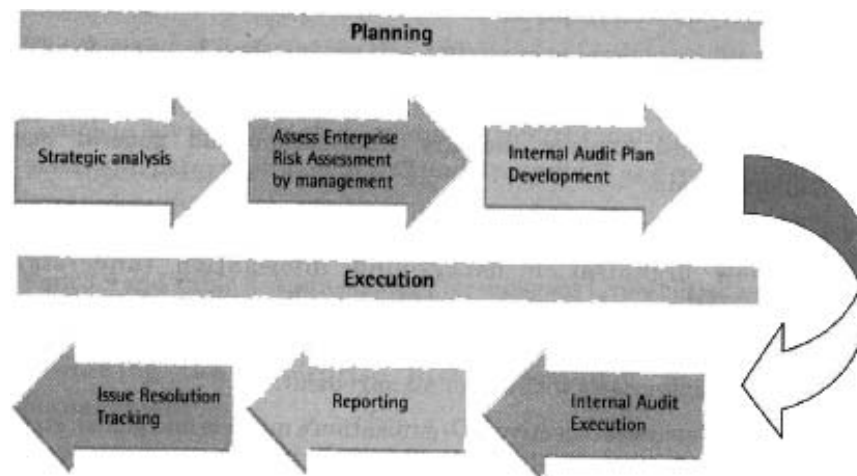 Planning
Strategic analysis
Assess Enterprise
Risk Assessment
by management
Internal Audit Plan
Development
Execution
Issue Resolution
Tracking
Reporting
Internal Audit
Execution